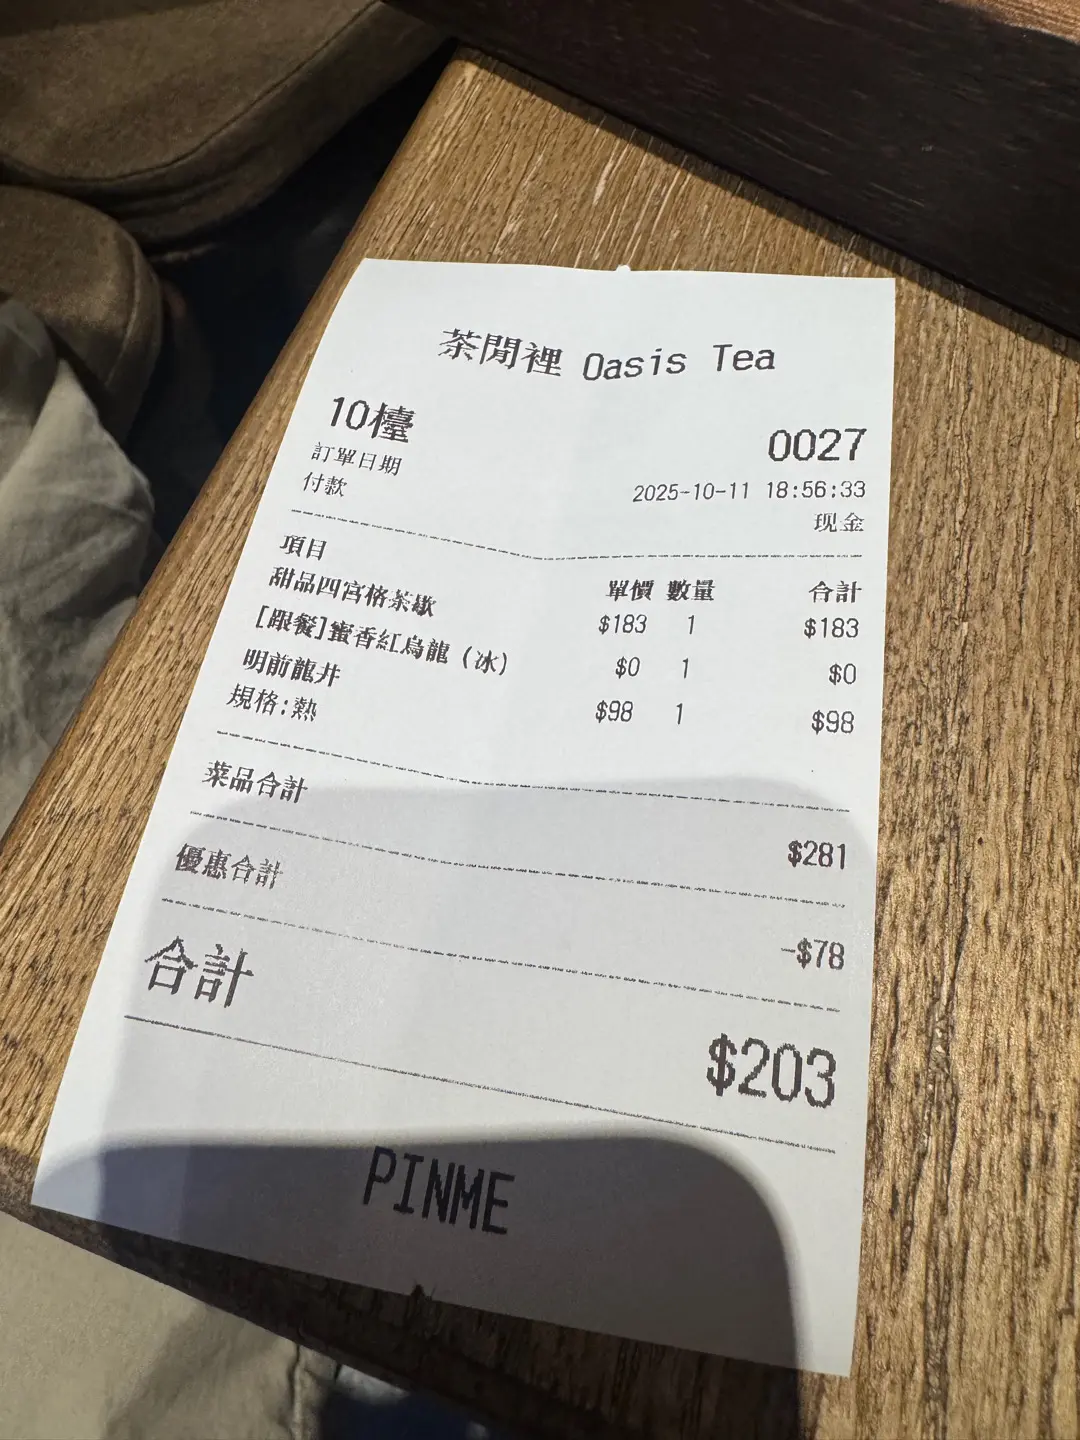 茶閒裡 Oasis Tea
10檯 0027
訂單日期 2025-10-11 18:56:33
付款 现金
項目 單價 數量 合計
甜品四宮格茶歇 $183 1 $183
[跟餐]蜜香紅烏龍（冰） $0 1 $0
明前龍井 $98 1 $98
規格:熱
菜品合計 $281
優惠合計 -$78
合計 $203
PINME